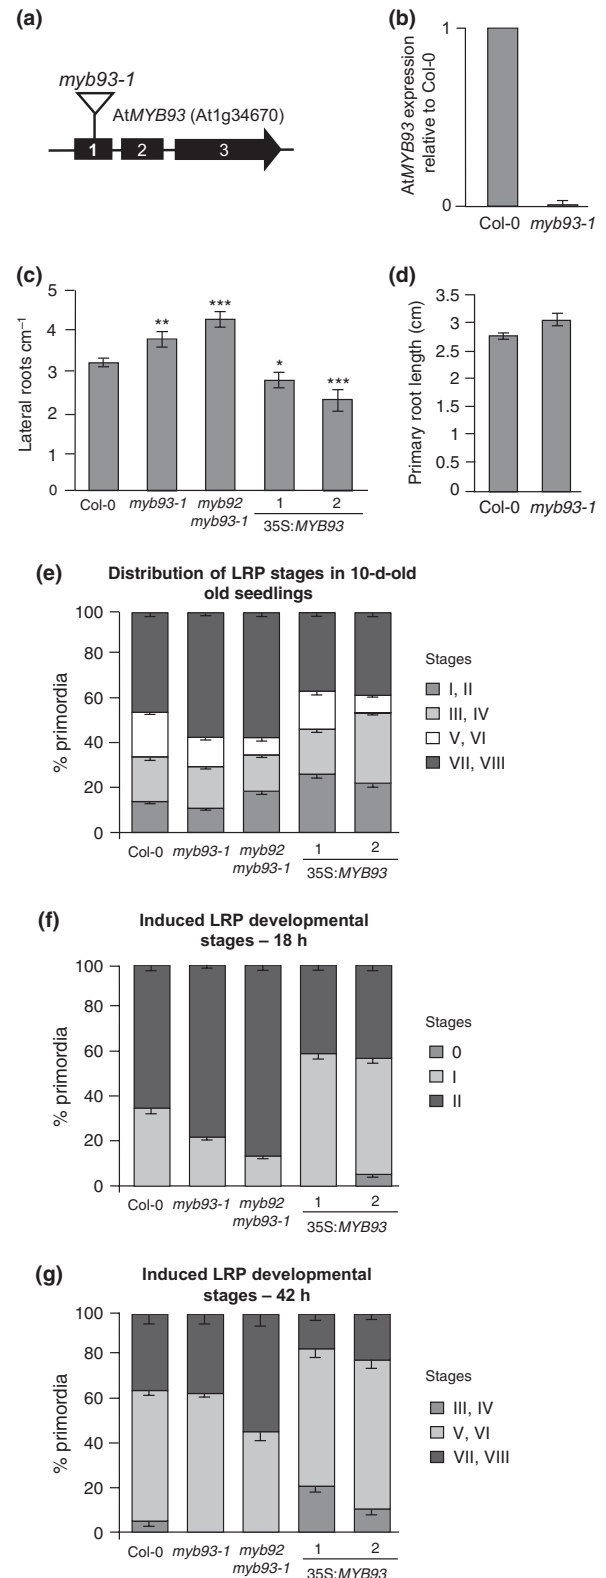 (a)
myb93-1
AtMYB93 (At1g34670)
1 2 3
(b)
AtMYB93 expression
relative to Col-0
1
0
Col-0 myb93-1
(c)
Lateral roots cm⁻¹
5
4
3
2
1
0
** *** * ***
Col-0 myb93-1 myb92 1 2
myb93-1 35S:MYB93
(d)
Primary root length (cm)
3.5
3
2.5
2
1.5
1
0.5
0
Col-0 myb93-1
(e)
Distribution of LRP stages in 10-d-old
old seedlings
% primordia
100
80
60
40
20
0
Col-0 myb93-1 myb92 1 2
myb93-1 35S:MYB93
Stages
I, II
III, IV
V, VI
VII, VIII
(f)
Induced LRP developmental
stages – 18 h
% primordia
100
80
60
40
20
0
Col-0 myb93-1 myb92 1 2
myb93-1 35S:MYB93
Stages
0
I
II
(g)
Induced LRP developmental
stages – 42 h
% primordia
100
80
60
40
20
0
Col-0 myb93-1 myb92 1 2
myb93-1 35S:MYB93
Stages
III, IV
V, VI
VII, VIII